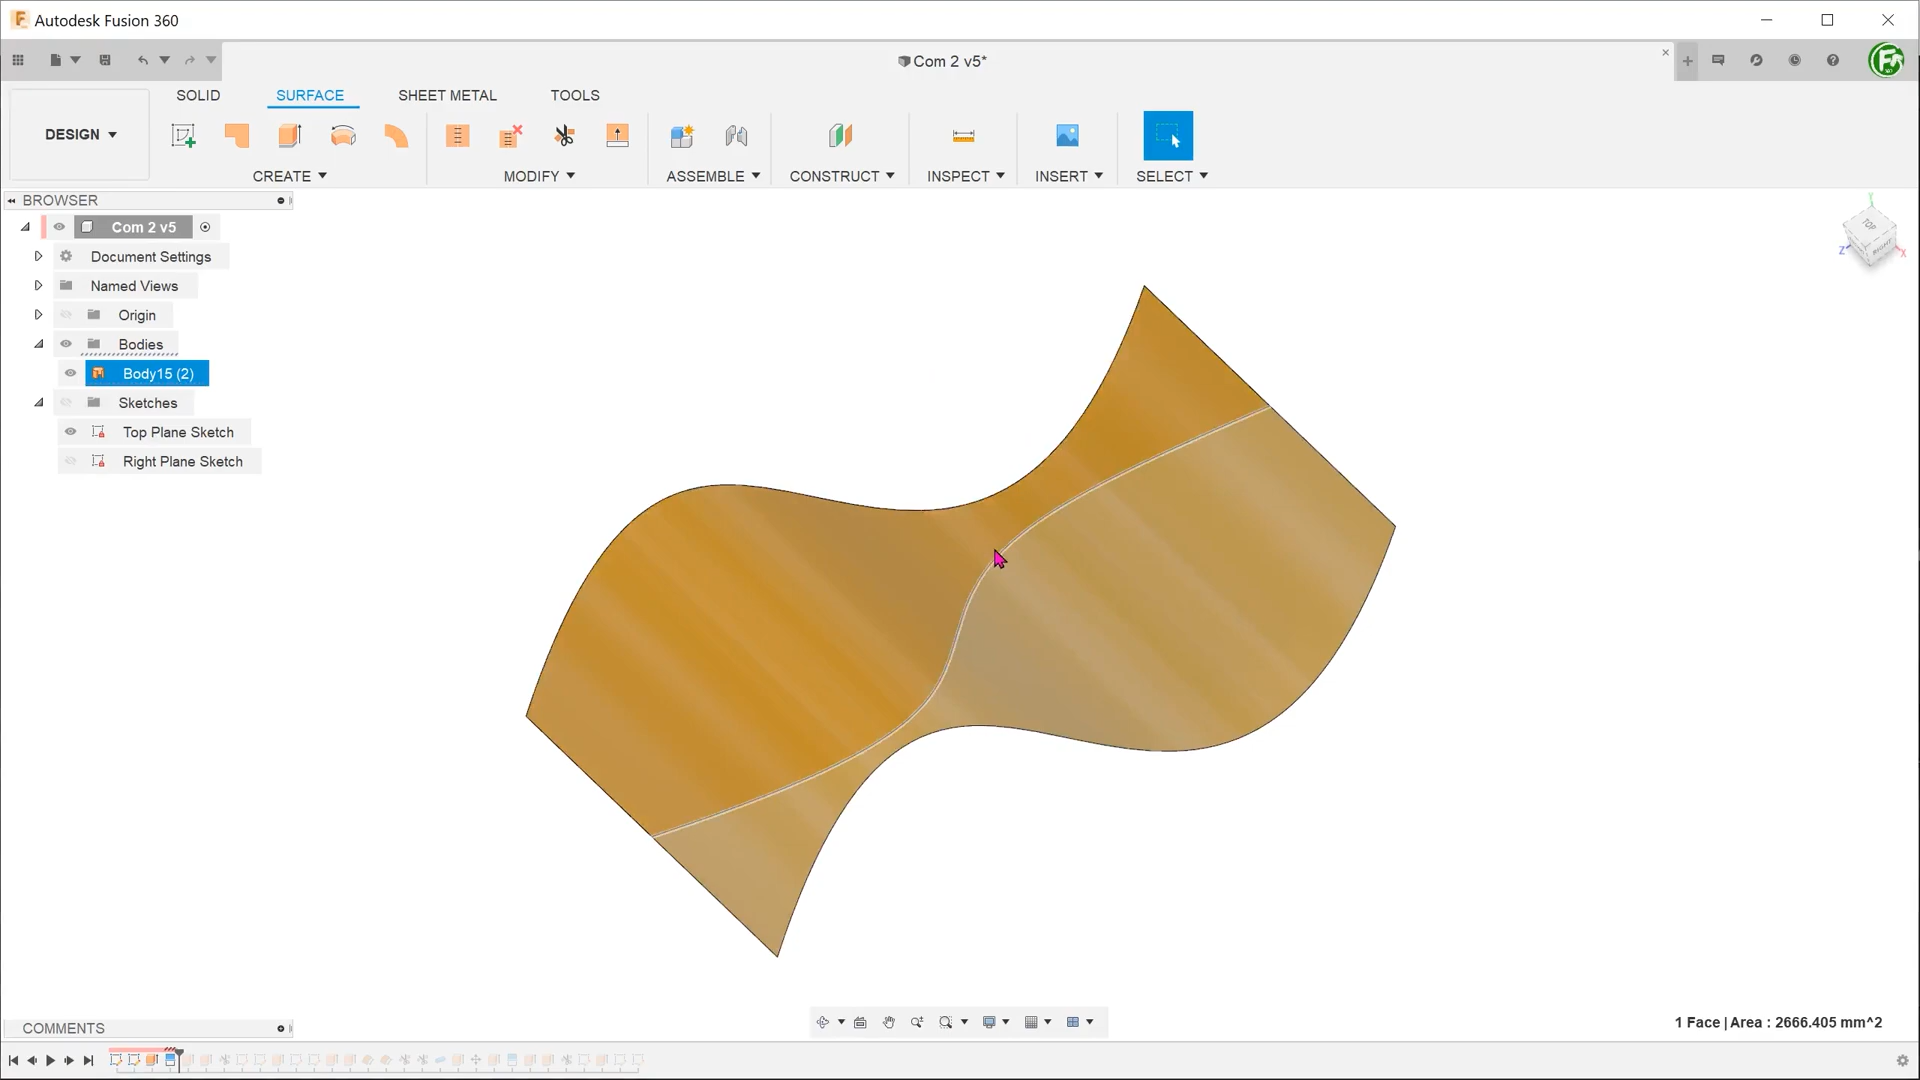 Autodesk Fusion 360
Com 2 v5*
SOLID SURFACE SHEET METAL TOOLS
DESIGN
CREATE MODIFY ASSEMBLE CONSTRUCT INSPECT INSERT SELECT
BROWSER
Com 2 v5
Document Settings
Named Views
Origin
Bodies
Body15 (2)
Sketches
Top Plane Sketch
Right Plane Sketch
Y
TOP
RIGHT
Z
X
COMMENTS
1 Face | Area : 2666.405 mm^2